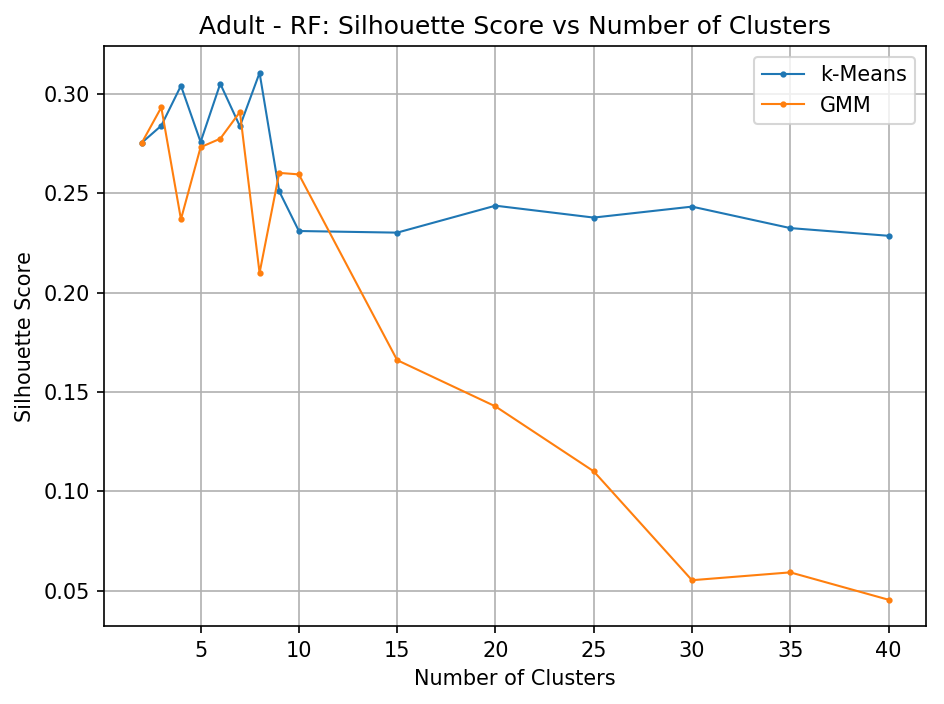 Adult - RF: Silhouette Score vs Number of Clusters
k-Means
GMM
Silhouette Score
0.30
0.25
0.20
0.15
0.10
0.05
5 10 15 20 25 30 35 40
Number of Clusters